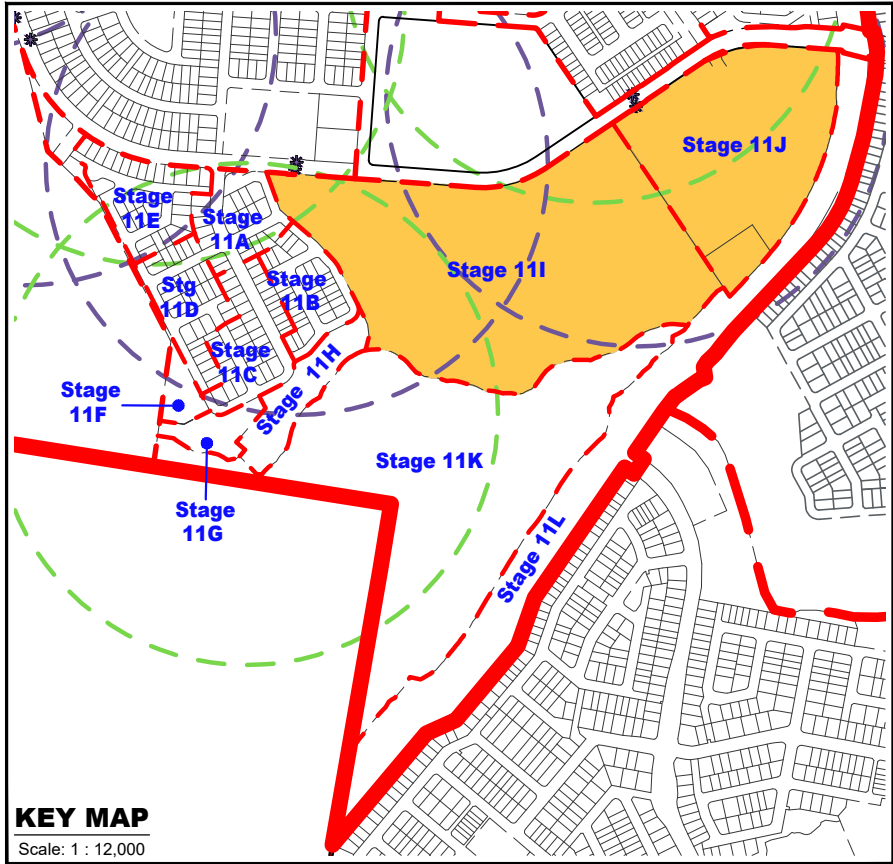 Stage 11J
Stage
11E
Stage
11A
Stage 11I
Stg
11D
Stage
11B
Stage
11C
Stage 11H
Stage
11F
Stage 11K
Stage
11G
Stage 11L
KEY MAP
Scale: 1 : 12,000